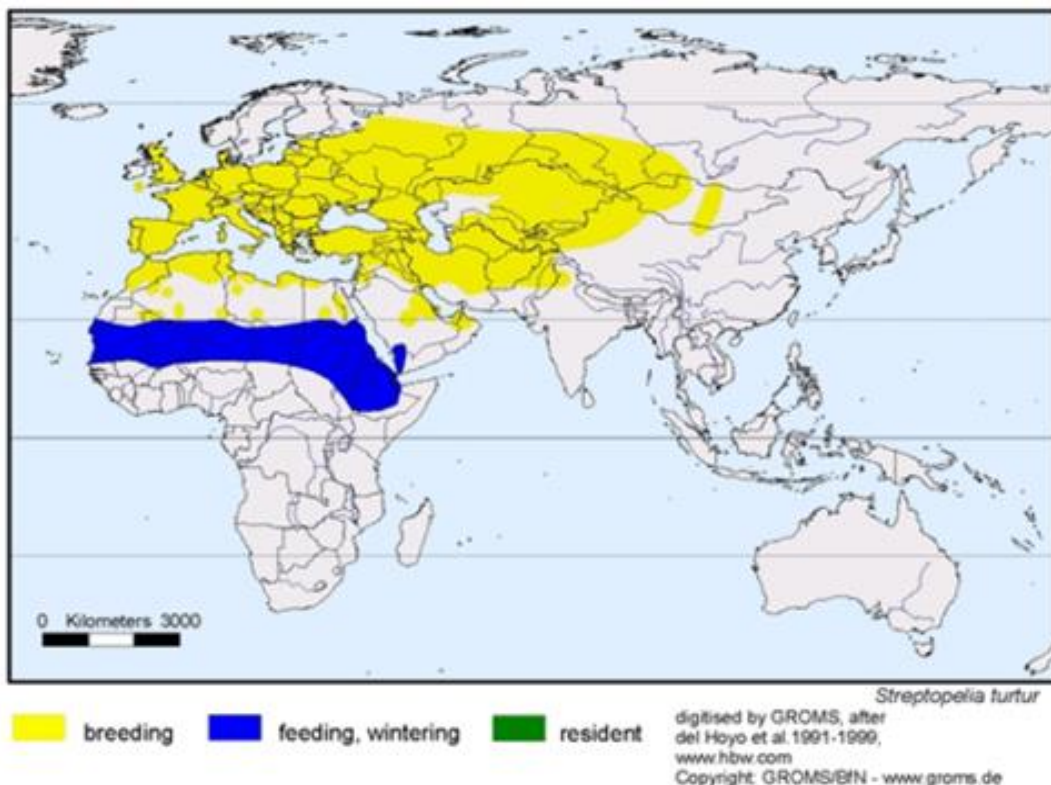 0 Kilometers 3000
Streptopelia turtur
breeding
feeding, wintering
resident
digitised by GROMS, after
del Hoyo et al.1991-1999,
www.hbw.com
Copyright: GROMS/BfN - www.groms.de